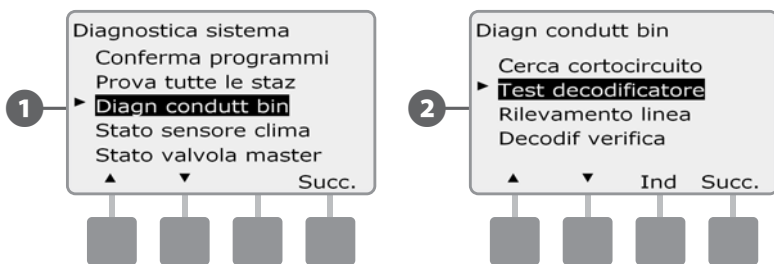 1
Diagnostica sistema
Conferma programmi
Prova tutte le staz
Diagn condutt bin
Stato sensore clima
Stato valvola master
Succ.
2
Diagn condutt bin
Cerca cortocircuito
Test decodificatore
Rilevamento linea
Decodif verifica
Ind Succ.